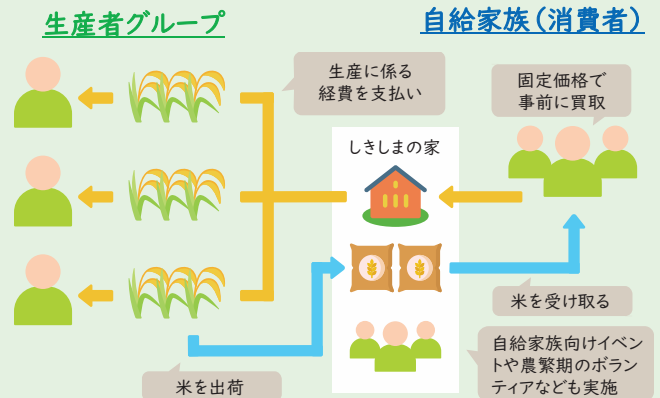 生産者グループ
自給家族（消費者）
生産に係る
経費を支払い
固定価格で
事前に買取
しきしまの家
米を受け取る
米を出荷
自給家族向けイベン
トや農繁期のボラン
ティアなども実施